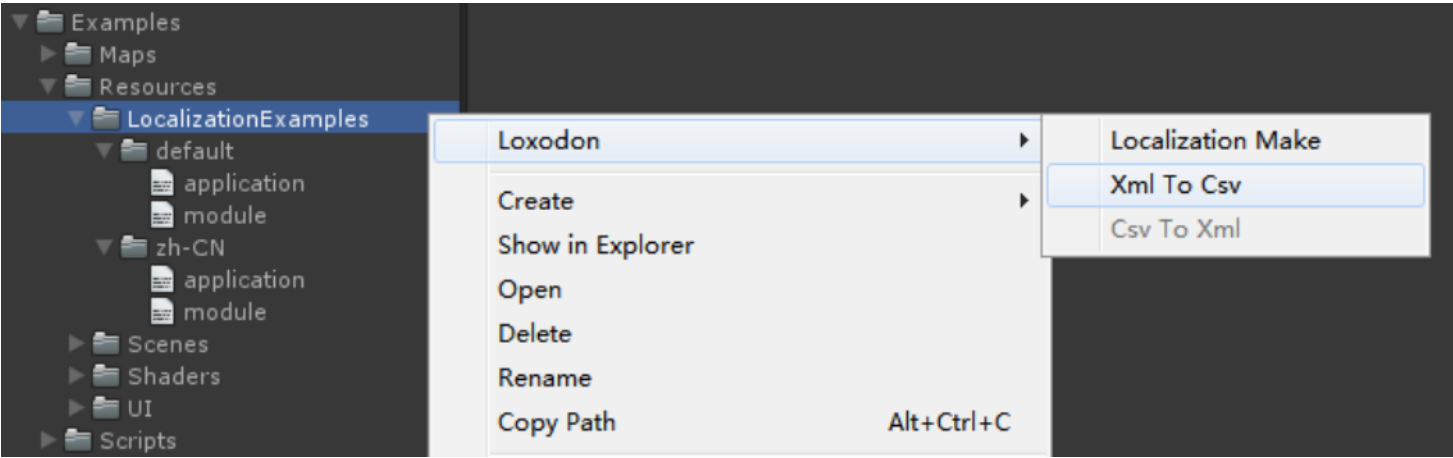 Examples
Maps
Resources
LocalizationExamples
default
application
module
zh-CN
application
module
Scenes
Shaders
UI
Scripts
Loxodon
Create
Show in Explorer
Open
Delete
Rename
Copy Path Alt+Ctrl+C
Localization Make
Xml To Csv
Csv To Xml